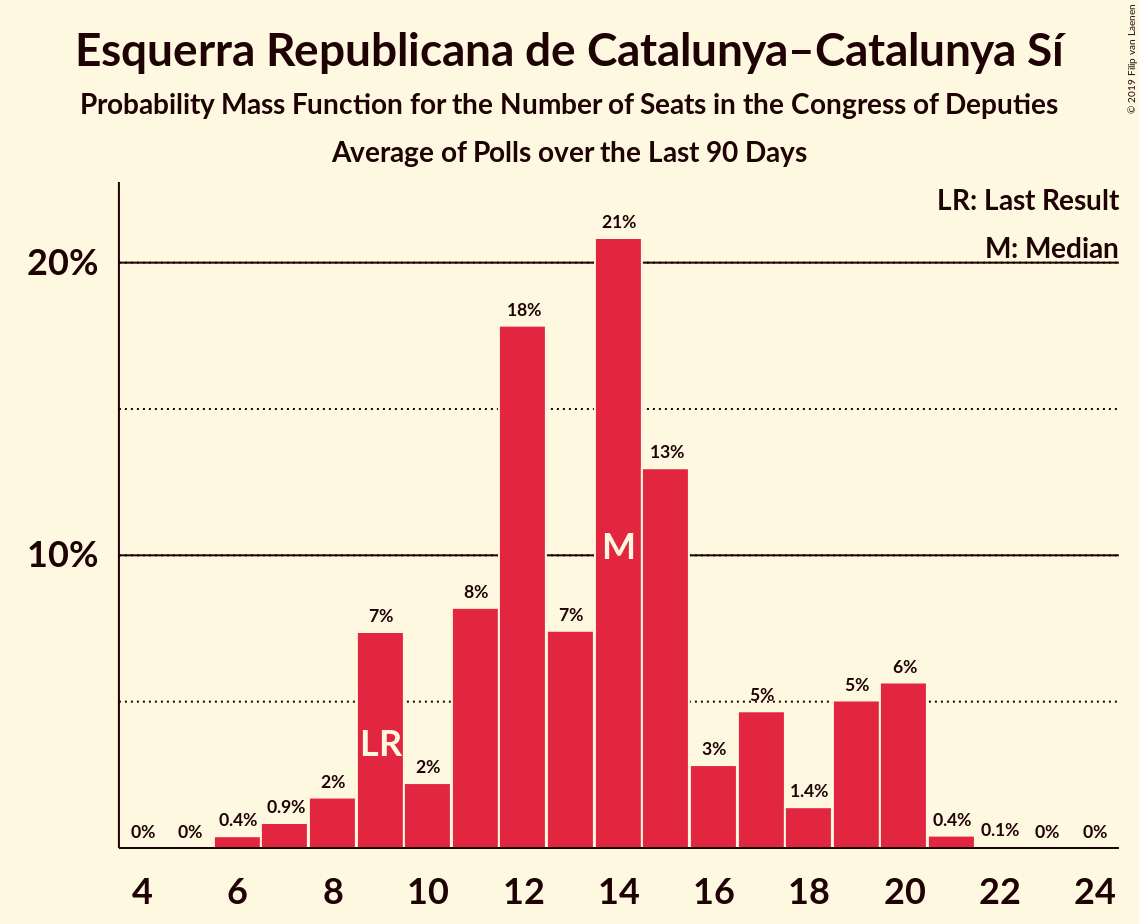 Esquerra Republicana de Catalunya–Catalunya Sí
Probability Mass Function for the Number of Seats in the Congress of Deputies
Average of Polls over the Last 90 Days
© 2019 Filip van Laenen
LR: Last Result
M: Median
20%
10%
0%
0%
0.4%
0.9%
2%
7%
2%
8%
18%
7%
21%
13%
3%
5%
1.4%
5%
6%
0.4%
0.1%
0%
0%
LR
M
4 6 8 10 12 14 16 18 20 22 24